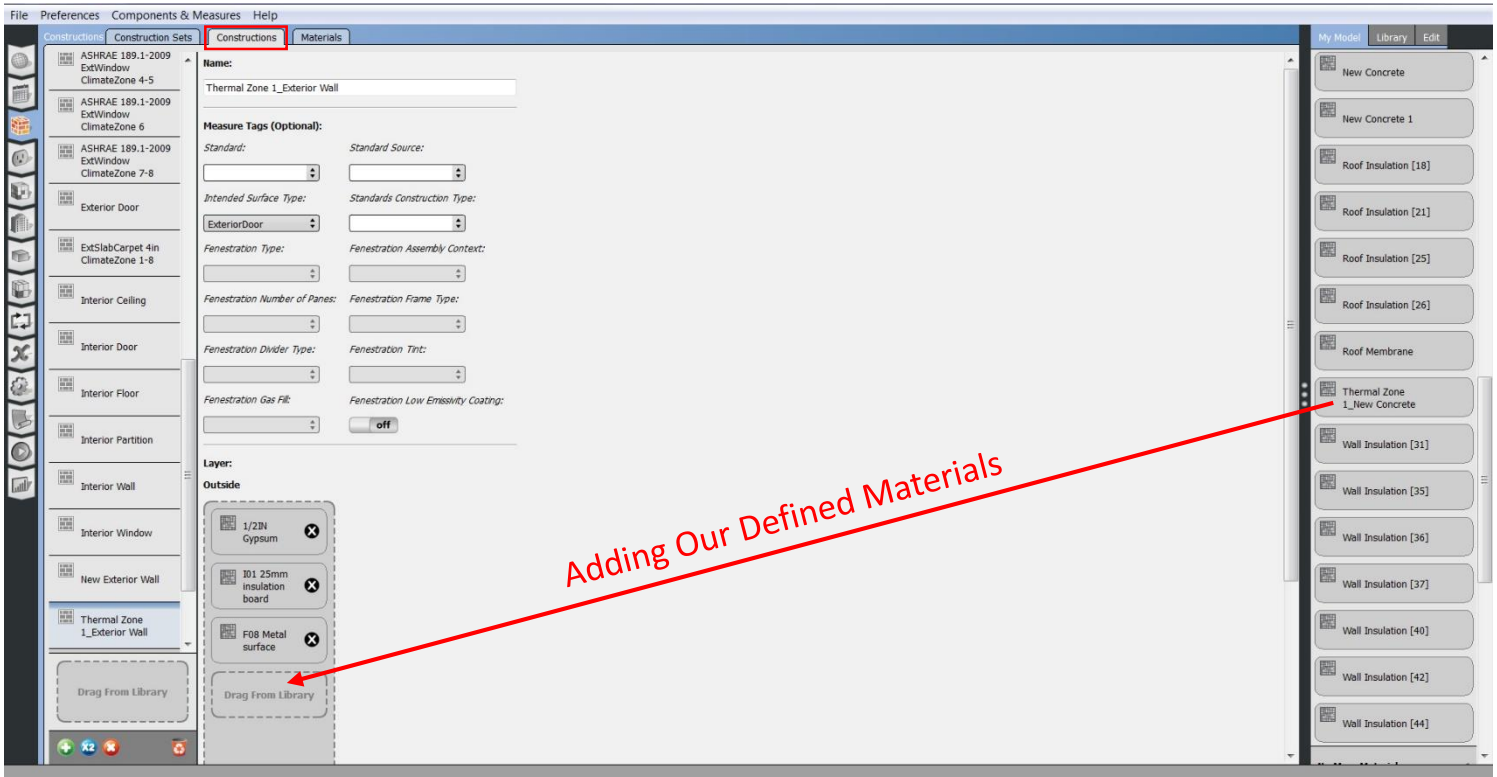 File Preferences Components & Measures Help
Constructions Construction Sets Constructions Materials
My Model Library Edit
ASHRAE 189.1-2009
ExtWindow
ClimateZone 4-5
ASHRAE 189.1-2009
ExtWindow
ClimateZone 6
ASHRAE 189.1-2009
ExtWindow
ClimateZone 7-8
Exterior Door
ExtSlabCarpet 4in
ClimateZone 1-8
Interior Ceiling
Interior Door
Interior Floor
Interior Partition
Interior Wall
Interior Window
New Exterior Wall
Thermal Zone
1_Exterior Wall
Drag From Library
x2
Name:
Thermal Zone 1_Exterior Wall
Measure Tags (Optional):
Standard: Standard Source:
Intended Surface Type: Standards Construction Type:
ExteriorDoor
Fenestration Type: Fenestration Assembly Context:
Fenestration Number of Panes: Fenestration Frame Type:
Fenestration Divider Type: Fenestration Tint:
Fenestration Gas Fill: Fenestration Low Emissivity Coating:
off
Layer:
Outside
1/2IN
Gypsum
I01 25mm
insulation
board
F08 Metal
surface
Drag From Library
Adding Our Defined Materials
New Concrete
New Concrete 1
Roof Insulation [18]
Roof Insulation [21]
Roof Insulation [25]
Roof Insulation [26]
Roof Membrane
Thermal Zone
1_New Concrete
Wall Insulation [31]
Wall Insulation [35]
Wall Insulation [36]
Wall Insulation [37]
Wall Insulation [40]
Wall Insulation [42]
Wall Insulation [44]